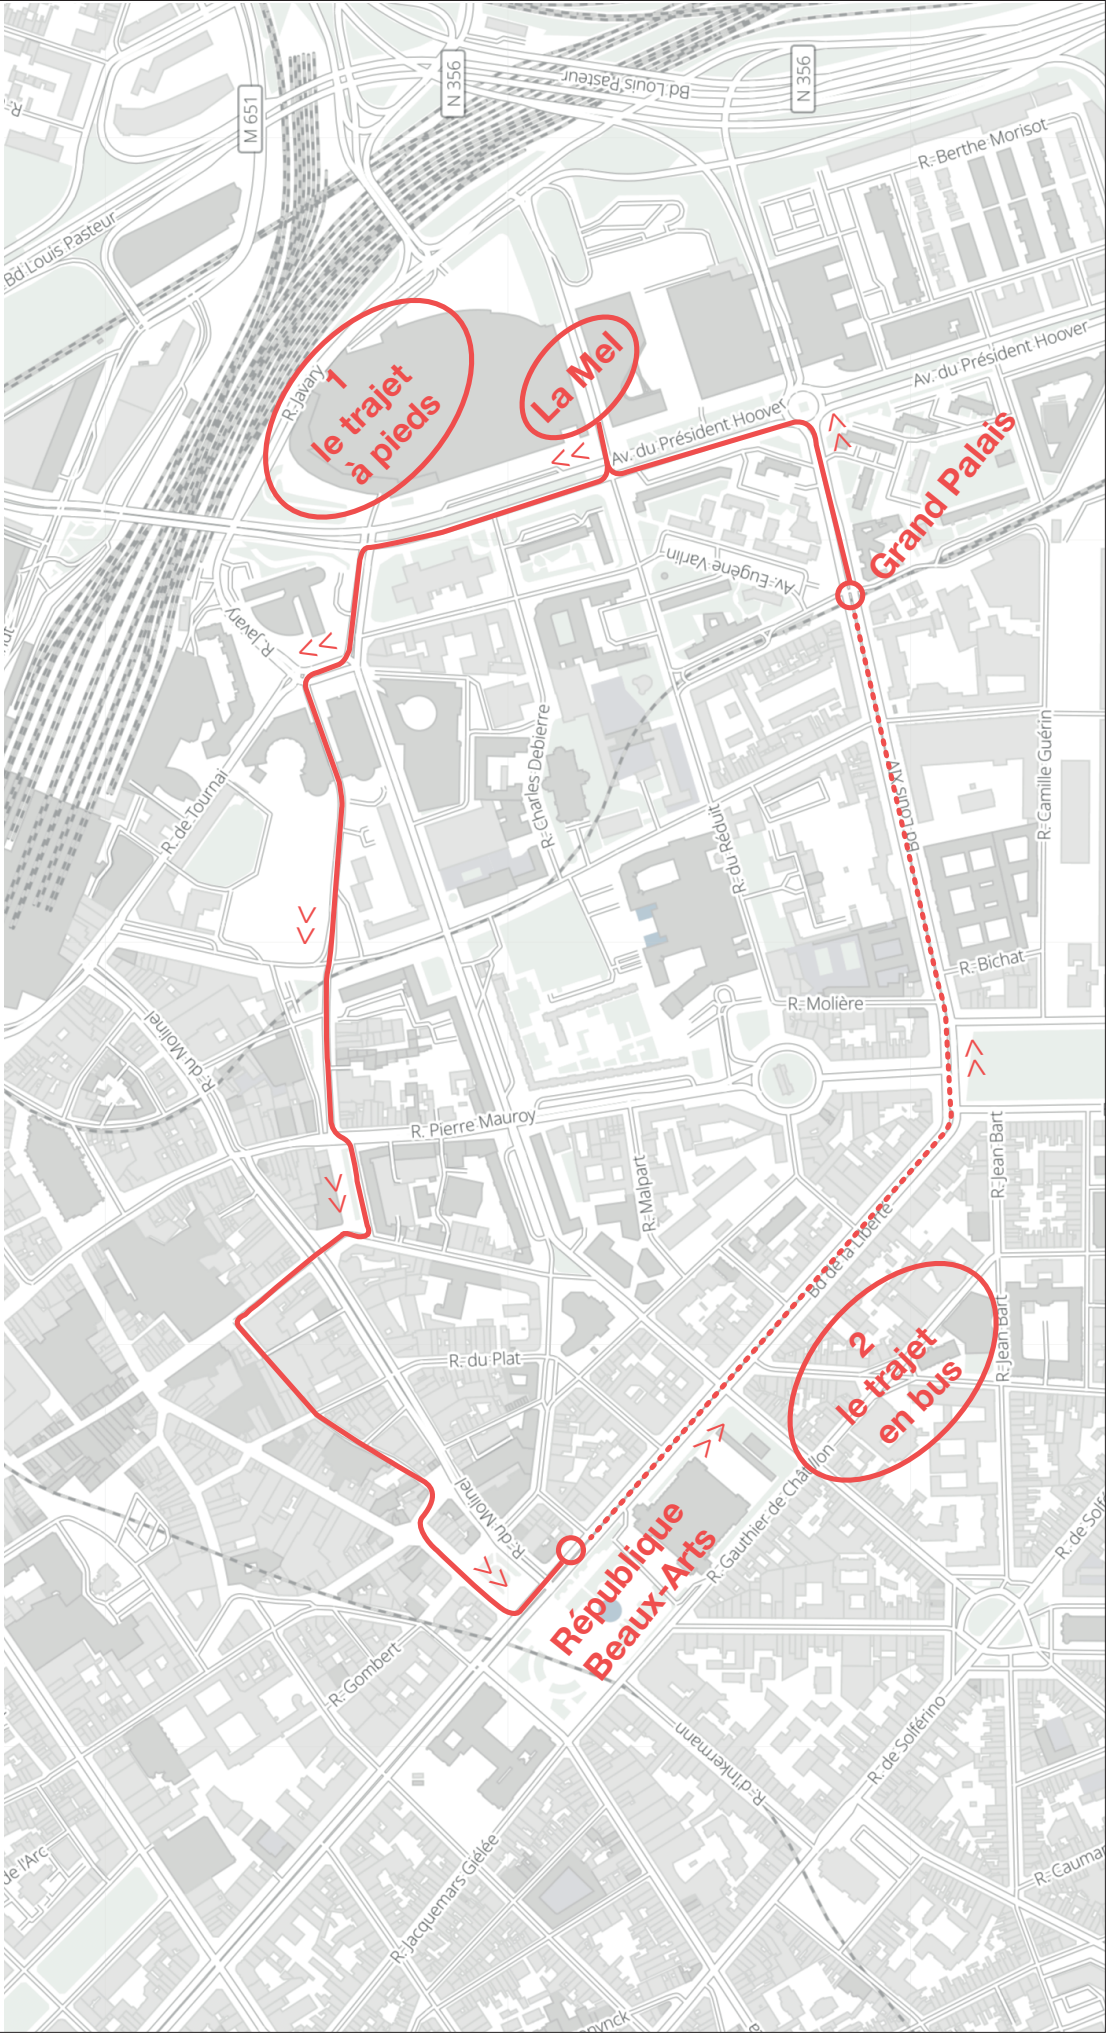 Bd Louis Pasteur
N 356
N 356
M 651
R. Berthe Morisot
Bd Louis Pasteur
R. Javary
1
le trajet
à pieds
La Mel
Av. du Président Hoover
Av. du Président Hoover
Grand Palais
Av. Eugène Varlin
R. Javary
R. de Tournai
R. Charles Debierre
R. du Réduit
Bd Louis XIV
R. Camille Guérin
R. Bichat
R. Molière
R. du Molinel
R. Pierre Mauroy
R. Malpart
R. Jean Bart
Bd de la Liberté
R. Jean Bart
2
le trajet
en bus
R. du Plat
R. du Molinel
R. Gauthier de Châtillon
République
Beaux-Arts
R. de Solf
R. Gombert
R. d'Inkermann
R. de Solférino
R. Jacquemars Giélée
de l'Arc
R. Caumar